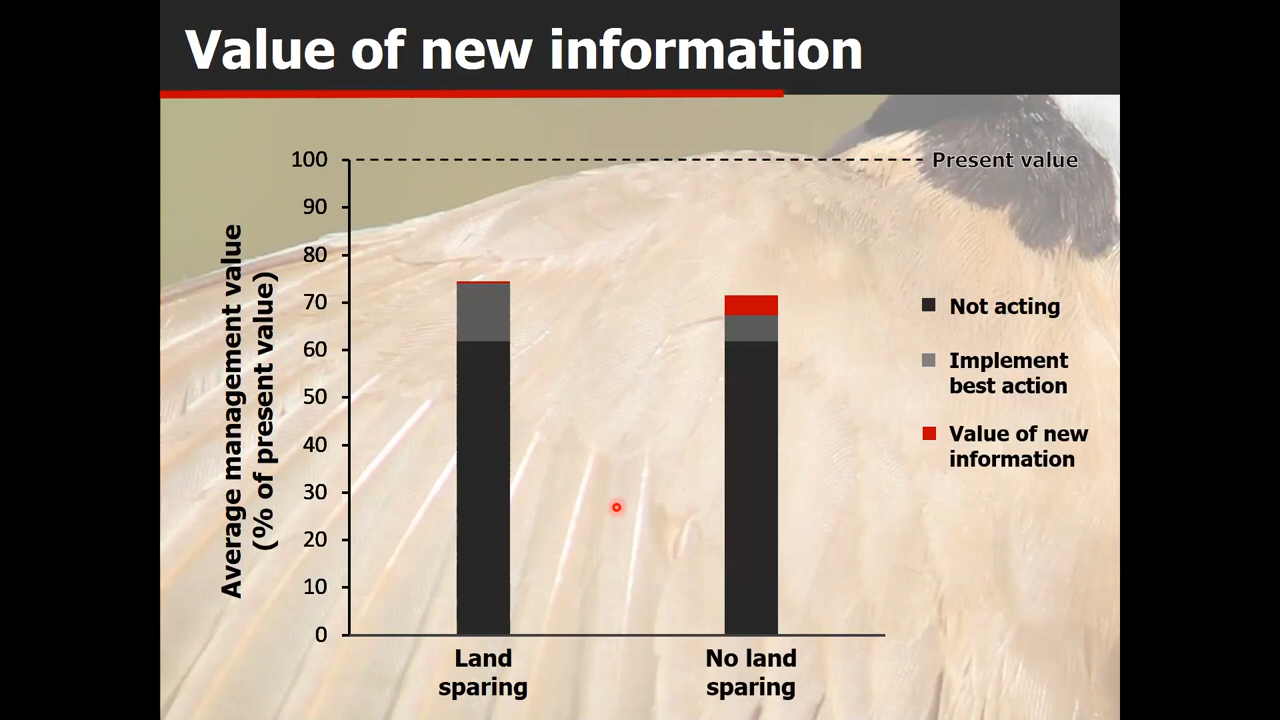 Value of new information
100
90
80
70
60
50
40
30
20
10
0
Average management value
(% of present value)
Present value
Not acting
Implement
best action
Value of new
information
Land
sparing
No land
sparing